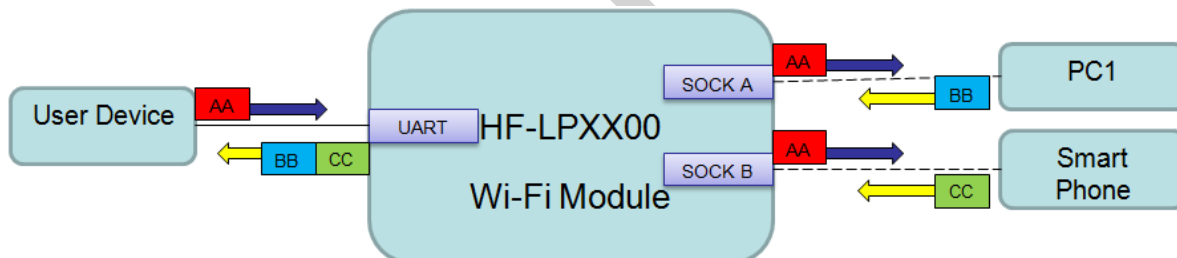 User Device
AA
BB CC
UART
HF-LPXX00
Wi-Fi Module
SOCK A
SOCK B
AA
BB
AA
CC
PC1
Smart
Phone